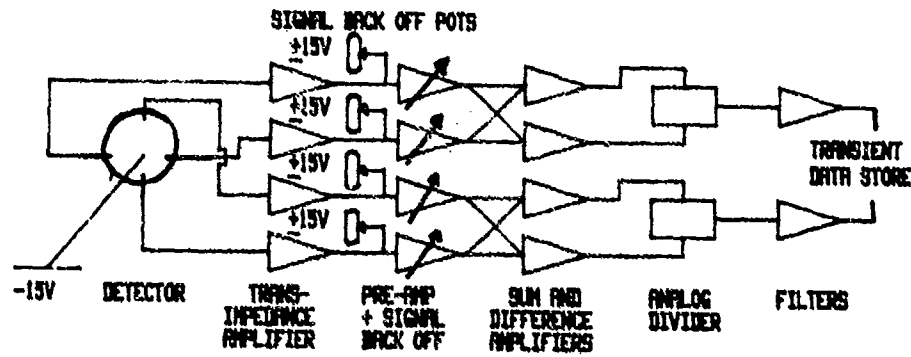 SIGNAL BACK OFF POTS
±15V
±15V
±15V
±15V
TRANSIENT
DATA STORE
-15V
DETECTOR
TRANS-
IMPEDANCE
AMPLIFIER
PRE-AMP
+ SIGNAL
BACK OFF
SUM AND
DIFFERENCE
AMPLIFIERS
ANALOG
DIVIDER
FILTERS